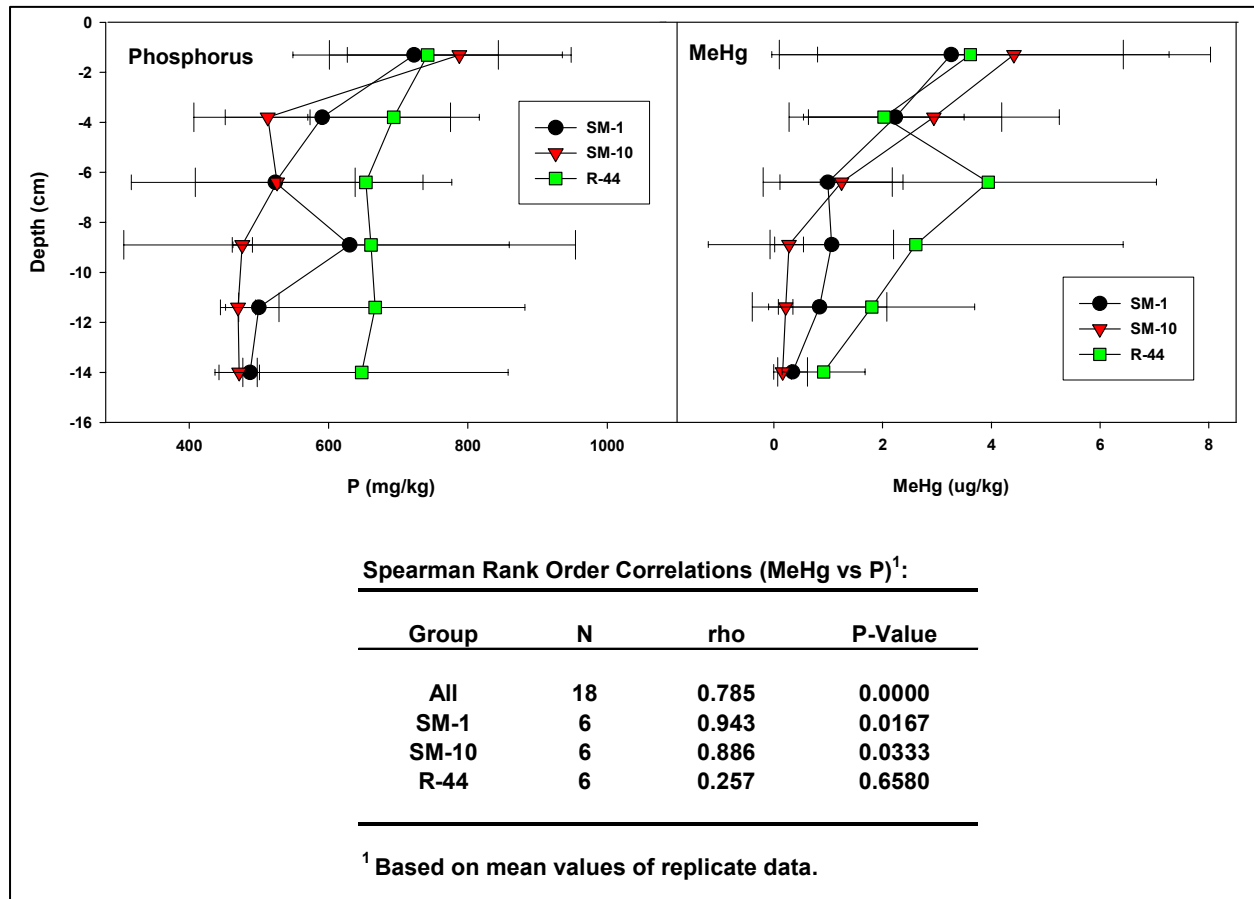 Phosphorus
MeHg
0
-2
-4
-6
-8
-10
-12
-14
-16
Depth (cm)
SM-1
SM-10
R-44
SM-1
SM-10
R-44
400 600 800 1000
0 2 4 6 8
P (mg/kg)
MeHg (ug/kg)
Spearman Rank Order Correlations (MeHg vs P)1:
Group N rho P-Value
All 18 0.785 0.0000
SM-1 6 0.943 0.0167
SM-10 6 0.886 0.0333
R-44 6 0.257 0.6580
1 Based on mean values of replicate data.